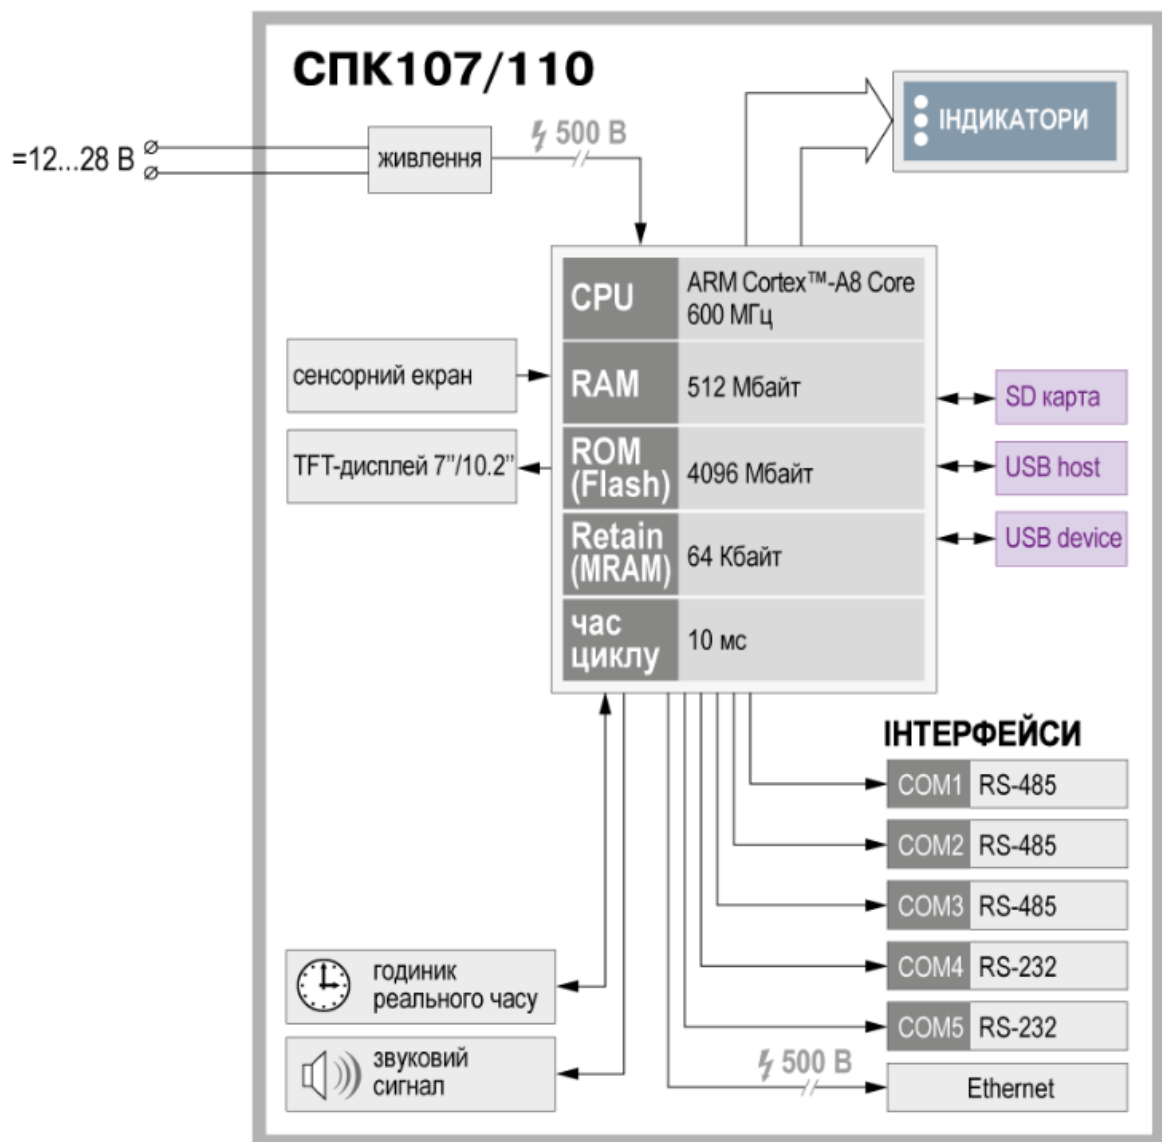 СПК107/110
=12...28 В
живлення
500 В
ІНДИКАТОРИ
CPU
ARM Cortex™-A8 Core
600 МГц
RAM
512 Мбайт
ROM
(Flash)
4096 Мбайт
Retain
(MRAM)
64 Кбайт
час
циклу
10 мс
сенсорний екран
TFT-дисплей 7’’/10.2’’
SD карта
USB host
USB device
ІНТЕРФЕЙСИ
COM1 RS-485
COM2 RS-485
COM3 RS-485
COM4 RS-232
COM5 RS-232
500 В
Ethernet
годиник
реального часу
звуковий
сигнал